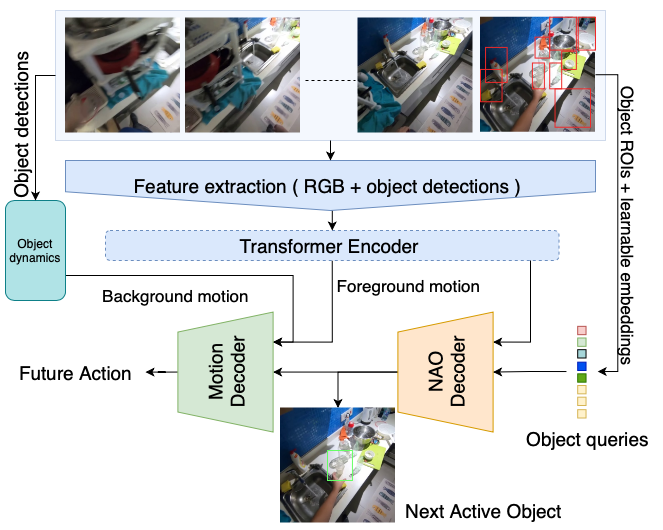 Object detections
Feature extraction ( RGB + object detections )
Object ROIs + learnable embeddings
Transformer Encoder
Object
dynamics
Background motion
Foreground motion
Motion
Decoder
NAO
Decoder
Future Action
Object queries
Next Active Object